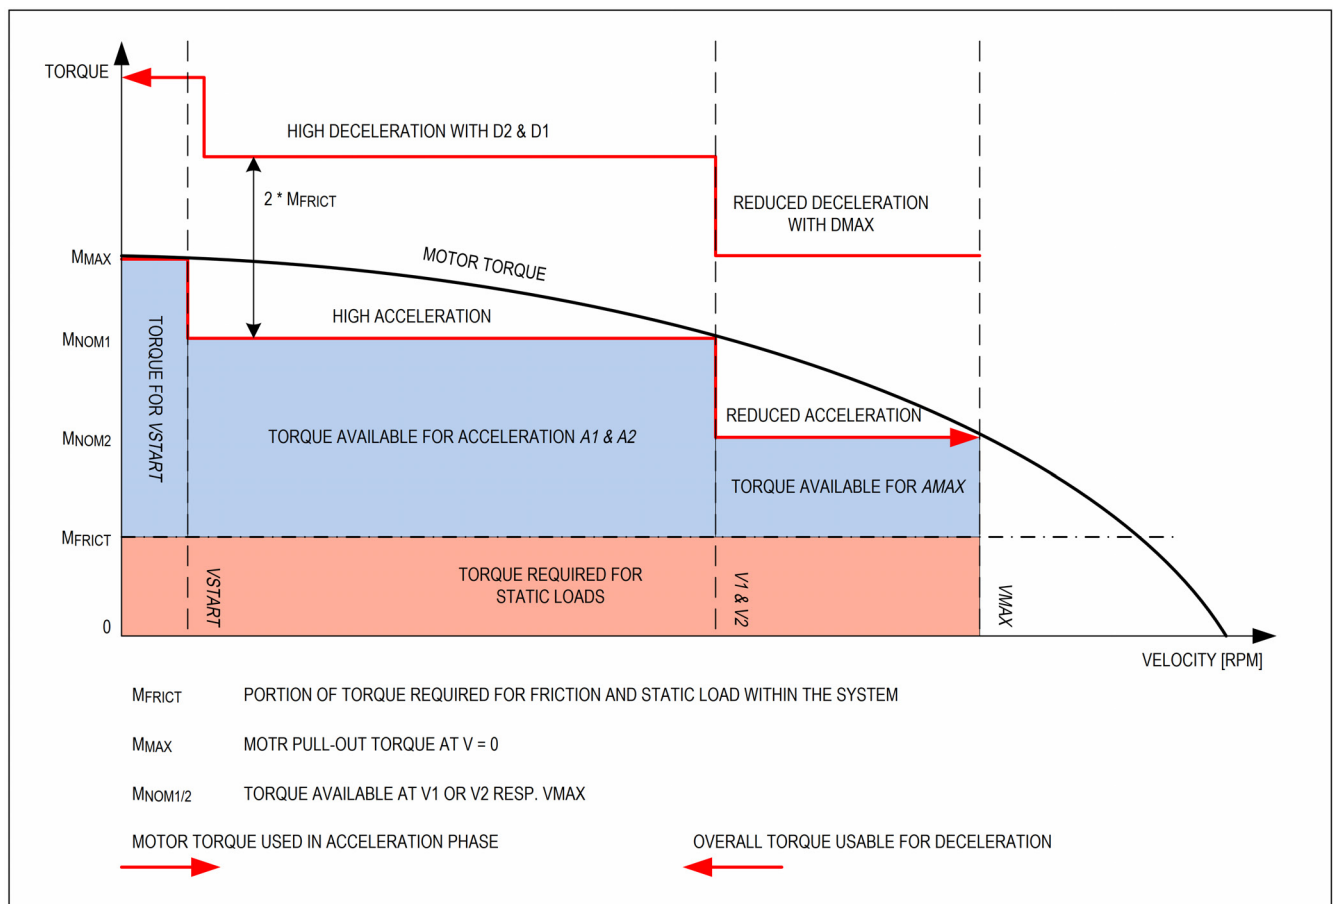 TORQUE
HIGH DECELERATION WITH D2 & D1
2 * MFRICT
REDUCED DECELERATION
WITH DMAX
MMAX
MOTOR TORQUE
HIGH ACCELERATION
MNOM1
TORQUE FOR VSTART
REDUCED ACCELERATION
MNOM2
TORQUE AVAILABLE FOR ACCELERATION A1 & A2
TORQUE AVAILABLE FOR AMAX
MFRICT
VSTART
TORQUE REQUIRED FOR
STATIC LOADS
V1 & V2
VMAX
0
VELOCITY [RPM]
MFRICT PORTION OF TORQUE REQUIRED FOR FRICTION AND STATIC LOAD WITHIN THE SYSTEM
MMAX MOTR PULL-OUT TORQUE AT V = 0
MNOM1/2 TORQUE AVAILABLE AT V1 OR V2 RESP. VMAX
MOTOR TORQUE USED IN ACCELERATION PHASE
OVERALL TORQUE USABLE FOR DECELERATION